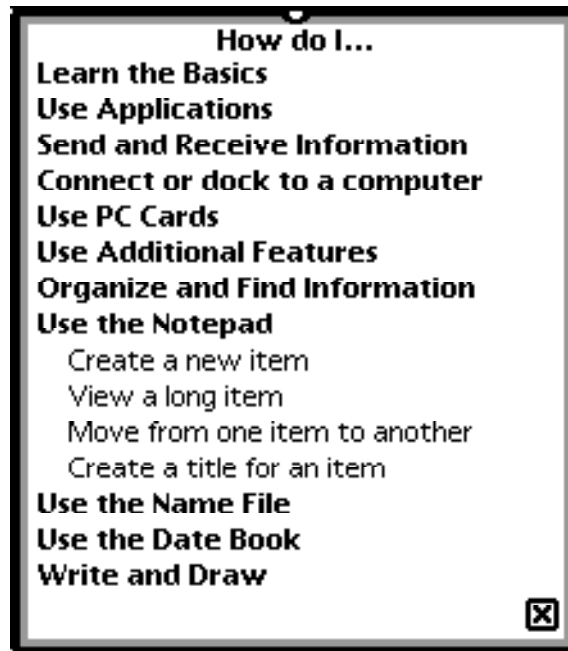 How do I...
Learn the Basics
Use Applications
Send and Receive Information
Connect or dock to a computer
Use PC Cards
Use Additional Features
Organize and Find Information
Use the Notepad
Create a new item
View a long item
Move from one item to another
Create a title for an item
Use the Name File
Use the Date Book
Write and Draw